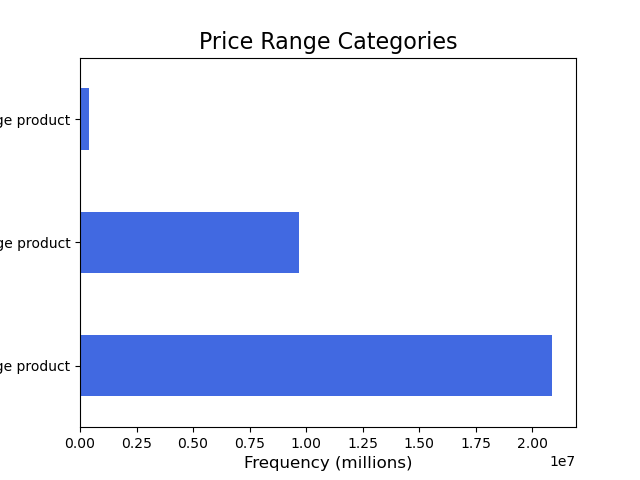 Price Range Categories
ge product
ge product
ge product
0.00 0.25 0.50 0.75 1.00 1.25 1.50 1.75 2.00
1e7
Frequency (millions)